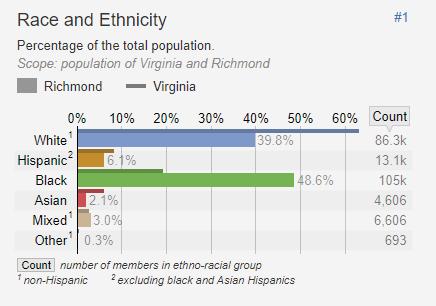 Race and Ethnicity #1
Percentage of the total population.
Scope: population of Virginia and Richmond
Richmond Virginia
0% 10% 20% 30% 40% 50% 60% Count
White¹ 39.8% 86.3k
Hispanic² 6.1% 13.1k
Black 48.6% 105k
Asian 2.1% 4,606
Mixed¹ 3.0% 6,606
Other¹ 0.3% 693
Count number of members in ethno-racial group
¹ non-Hispanic ² excluding black and Asian Hispanics